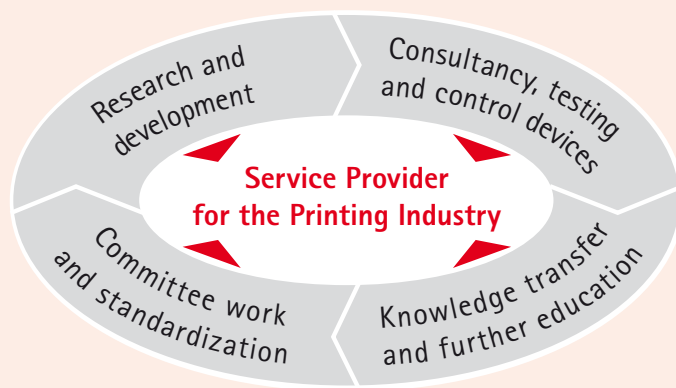 Research and
development
Consultancy, testing
and control devices
Service Provider
for the Printing Industry
Committee work
and standardization
Knowledge transfer
and further education